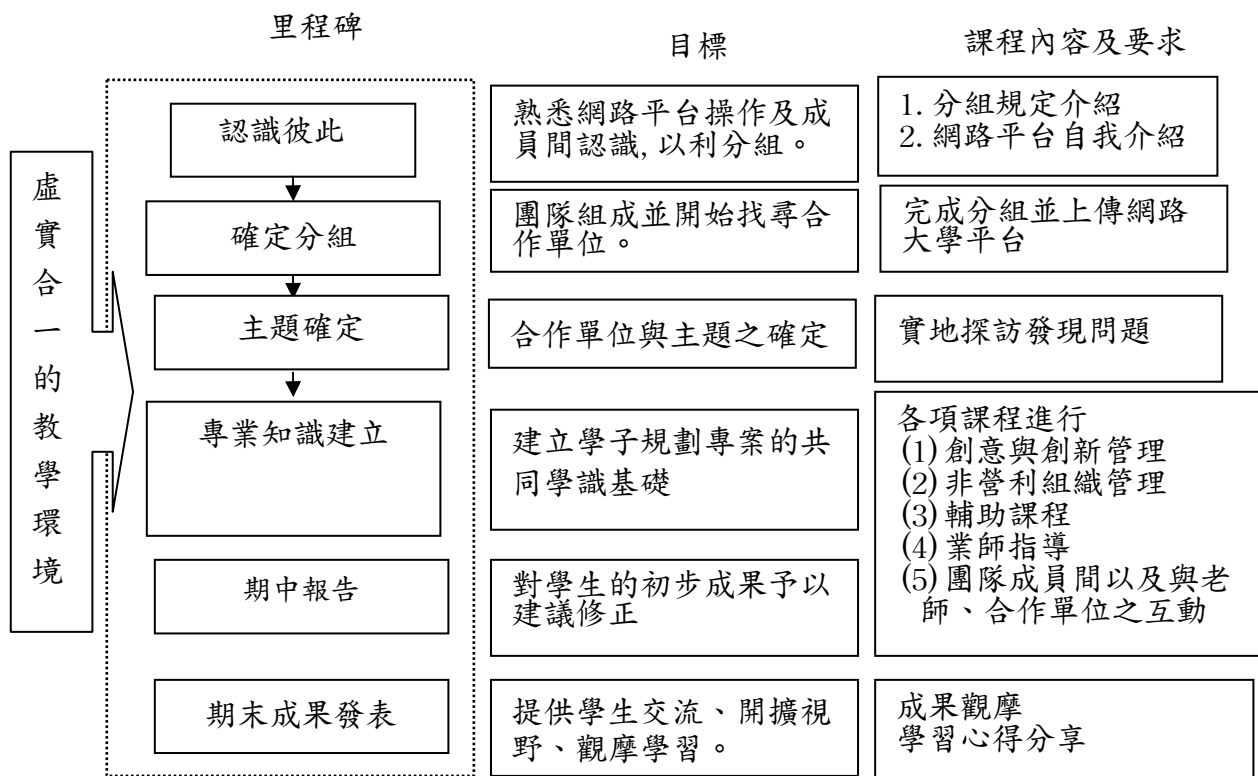 里程碑
目標
課程內容及要求
虛實合一的教學環境
認識彼此
熟悉網路平台操作及成
員間認識,以利分組。
1. 分組規定介紹
2. 網路平台自我介紹
確定分組
團隊組成並開始找尋合
作單位。
完成分組並上傳網路
大學平台
主題確定
合作單位與主題之確定
實地探訪發現問題
專業知識建立
建立學子規劃專案的共
同學識基礎
各項課程進行
(1) 創意與創新管理
(2) 非營利組織管理
(3) 輔助課程
(4) 業師指導
(5) 團隊成員間以及與老
師、合作單位之互動
期中報告
對學生的初步成果予以
建議修正
期末成果發表
提供學生交流、開擴視
野、觀摩學習。
成果觀摩
學習心得分享